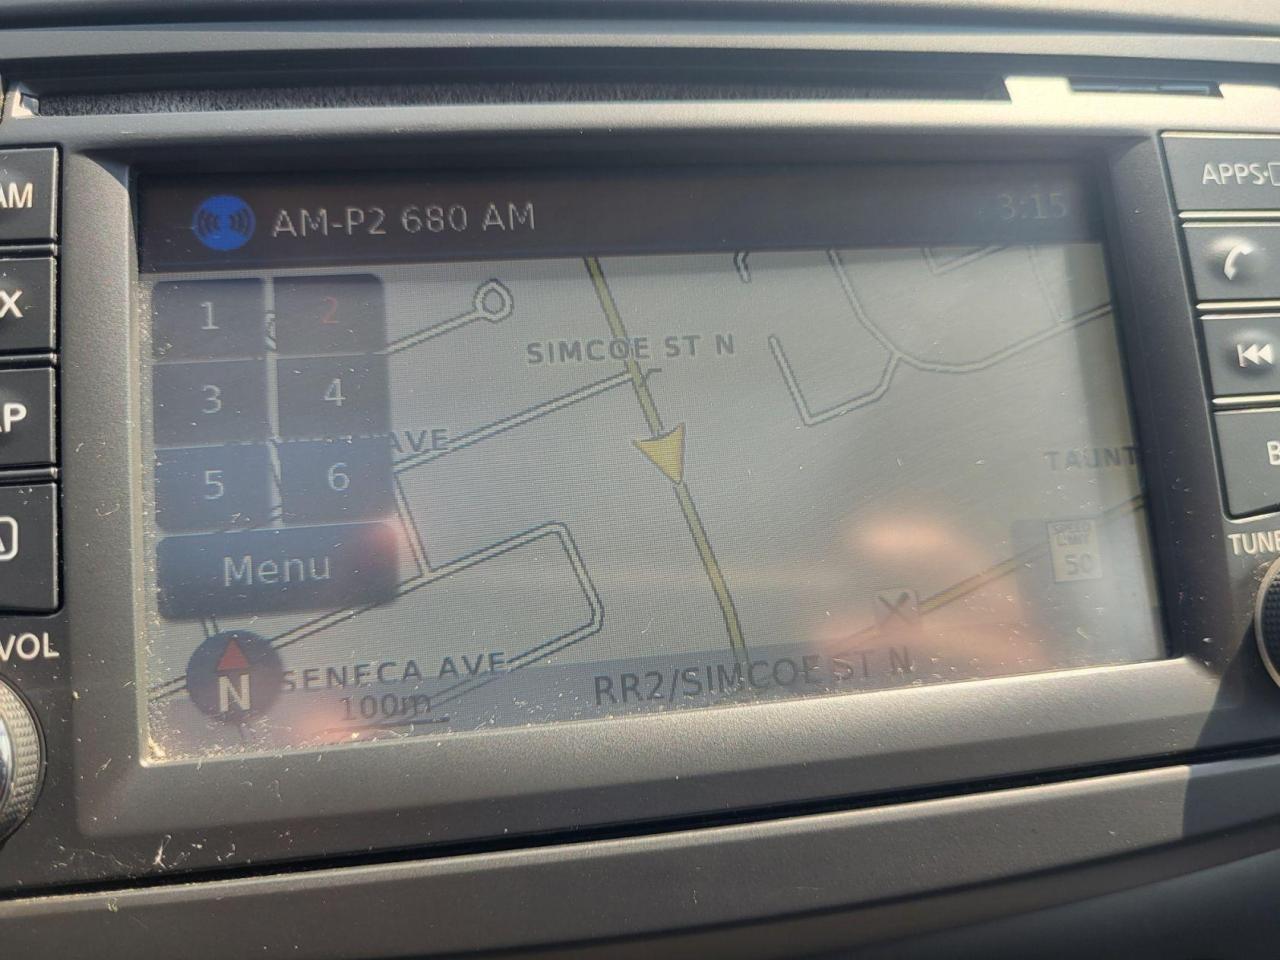 AM-P2 680 AM
3:15
1
2
3
4
5
6
Menu
SIMCOE ST N
AVE
TAUNT
SPEED
LIMIT
50
N
SENECA AVE
100m
RR2/SIMCOE ST N
AM
X
AP
VOL
APPS
B
TUNE